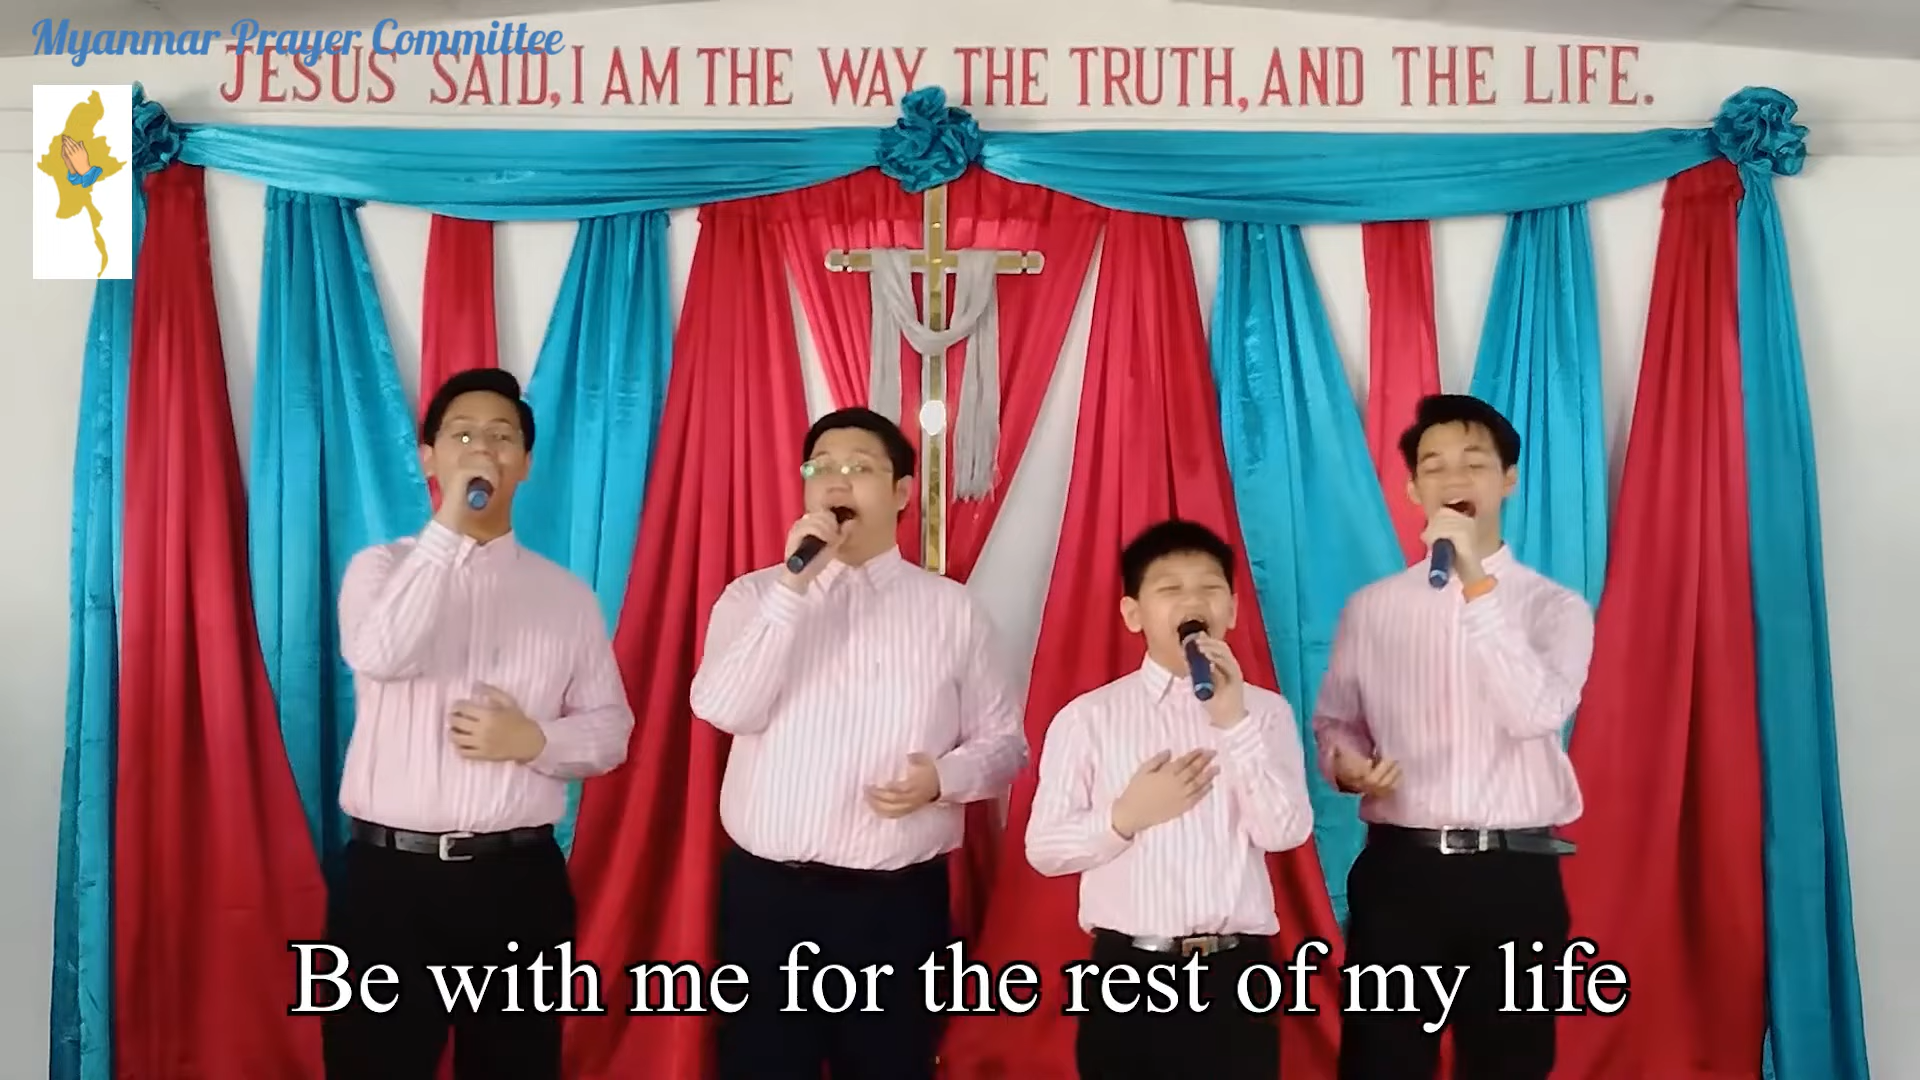 Myanmar Prayer Committee
JESUS SAID, I AM THE WAY THE TRUTH, AND THE LIFE.
Be with me for the rest of my life